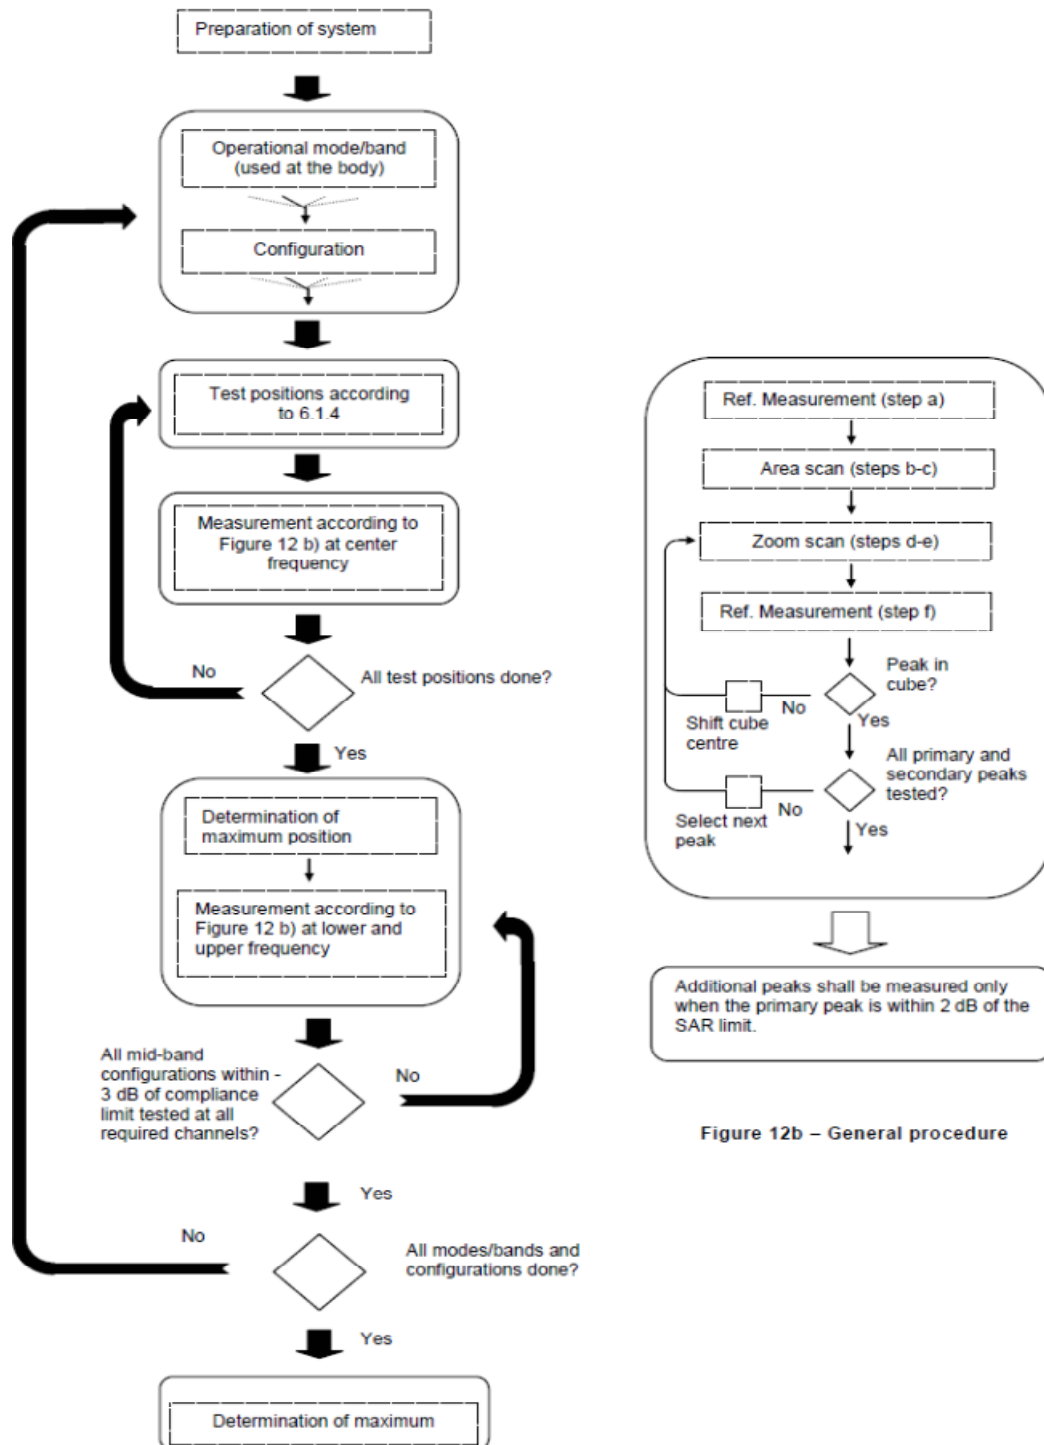 Preparation of system
Operational mode/band
(used at the body)
Configuration
Test positions according
to 6.1.4
Measurement according to
Figure 12 b) at center
frequency
No
All test positions done?
Yes
Determination of
maximum position
Measurement according to
Figure 12 b) at lower and
upper frequency
All mid-band
configurations within -
3 dB of compliance
limit tested at all
required channels?
No
Yes
No
All modes/bands and
configurations done?
Yes
Determination of maximum
Ref. Measurement (step a)
Area scan (steps b-c)
Zoom scan (steps d-e)
Ref. Measurement (step f)
Peak in
cube?
No
Shift cube
centre
Yes
All primary and
secondary peaks
tested?
No
Select next
peak
Yes
Additional peaks shall be measured only
when the primary peak is within 2 dB of the
SAR limit.
Figure 12b – General procedure